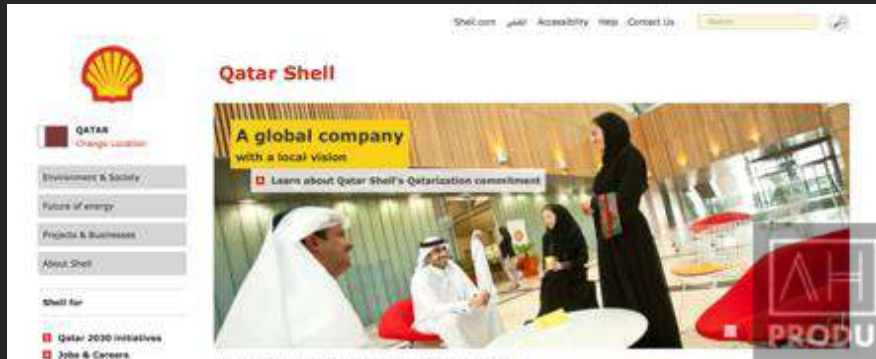 Shell.com
Accessibility Help Contact Us
Search
Qatar Shell
QATAR
Change Location
A global company
with a local vision
Learn about Qatar Shell's Qatarization commitment
Environment & Society
Future of energy
Projects & Businesses
About Shell
Shell for
Qatar 2030 initiatives
Jobs & Careers
AH
PRODU